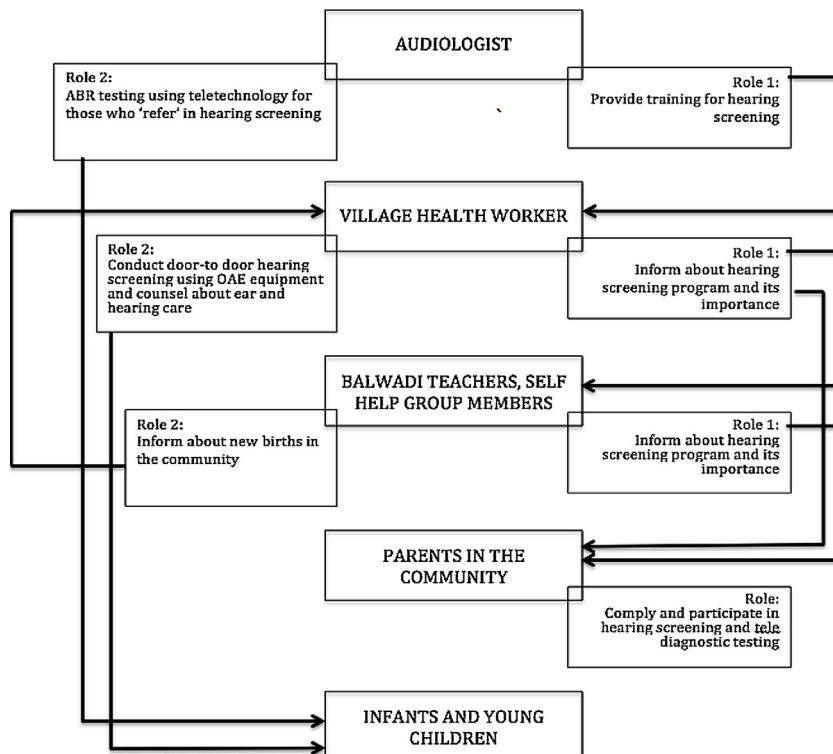 AUDIOLOGIST
Role 2:
ABR testing using teletechnology for
those who ‘refer’ in hearing screening
Role 1:
Provide training for hearing
screening
VILLAGE HEALTH WORKER
Role 2:
Conduct door-to door hearing
screening using OAE equipment
and counsel about ear and
hearing care
Role 1:
Inform about hearing
screening program and its
importance
BALWADI TEACHERS, SELF
HELP GROUP MEMBERS
Role 2:
Inform about new births in
the community
Role 1:
Inform about hearing
screening program and its
importance
PARENTS IN THE
COMMUNITY
Role:
Comply and participate in
hearing screening and tele
diagnostic testing
INFANTS AND YOUNG
CHILDREN